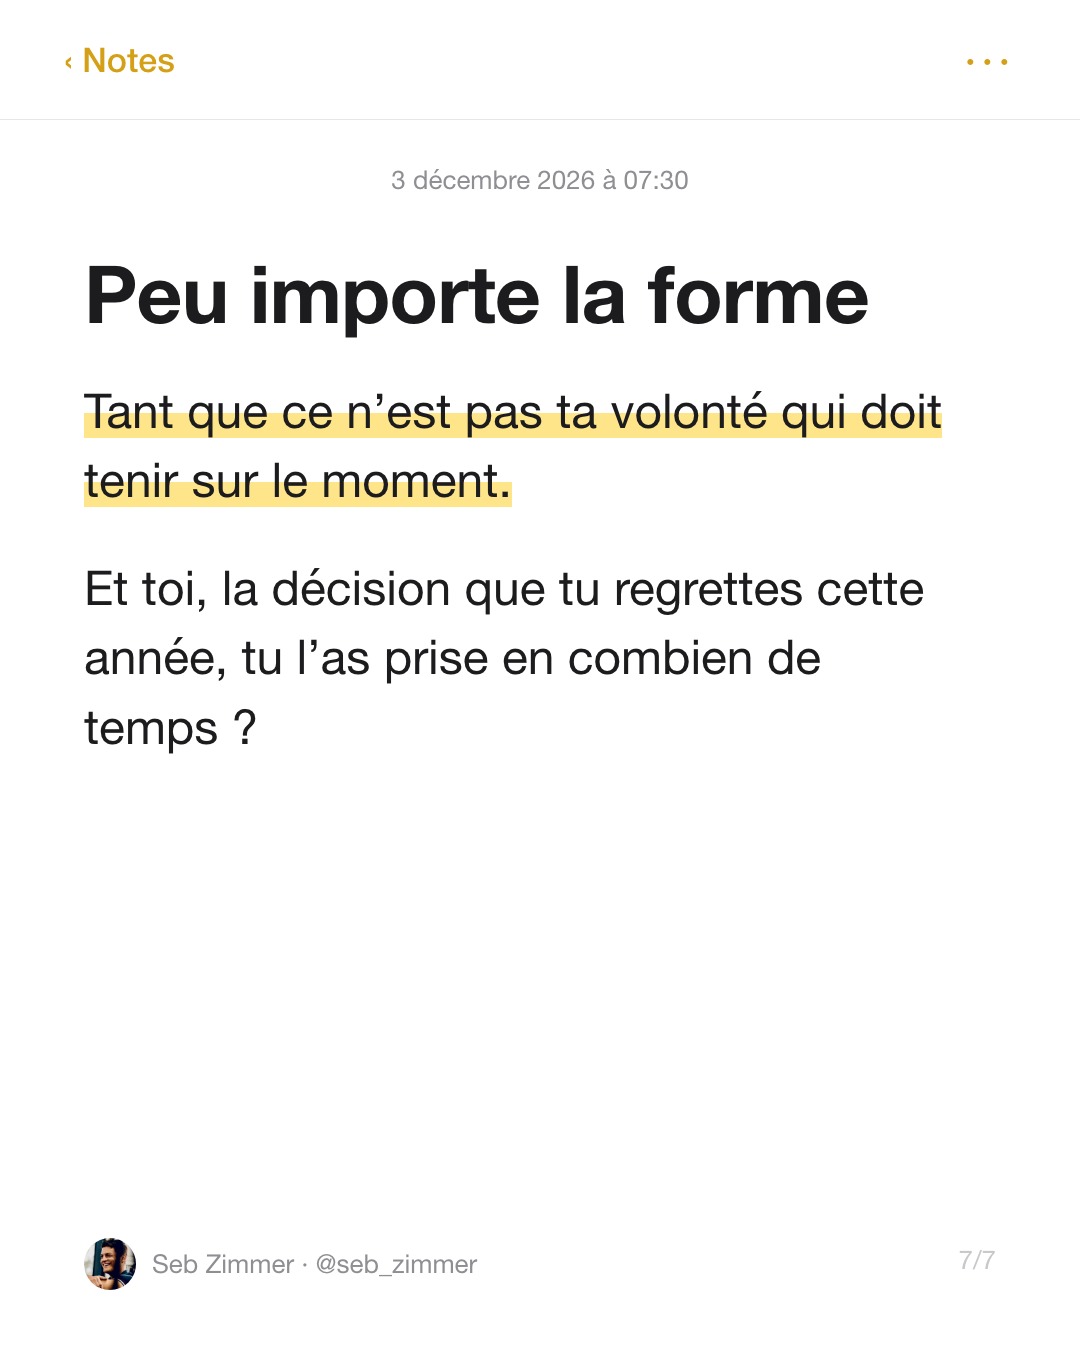 ‹ Notes
...
3 décembre 2026 à 07:30
Peu importe la forme
Tant que ce n’est pas ta volonté qui doit
tenir sur le moment.
Et toi, la décision que tu regrettes cette
année, tu l’as prise en combien de
temps ?
Seb Zimmer · @seb_zimmer
7/7